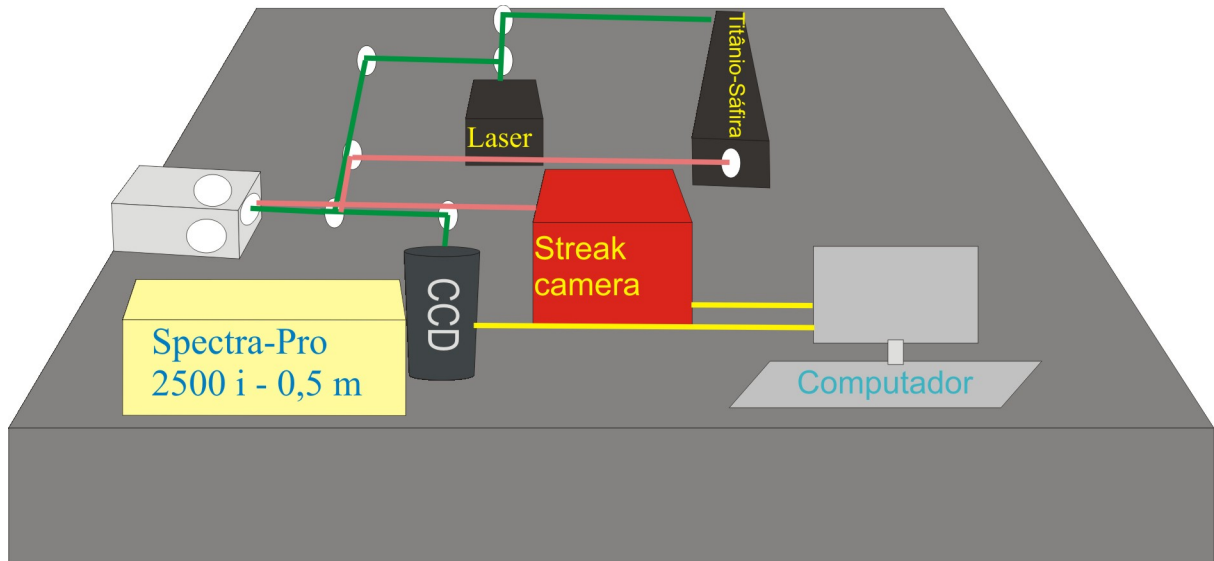 Titânio-Sáfira
Laser
Streak
camera
CCD
Spectra-Pro
2500 i - 0,5 m
Computador